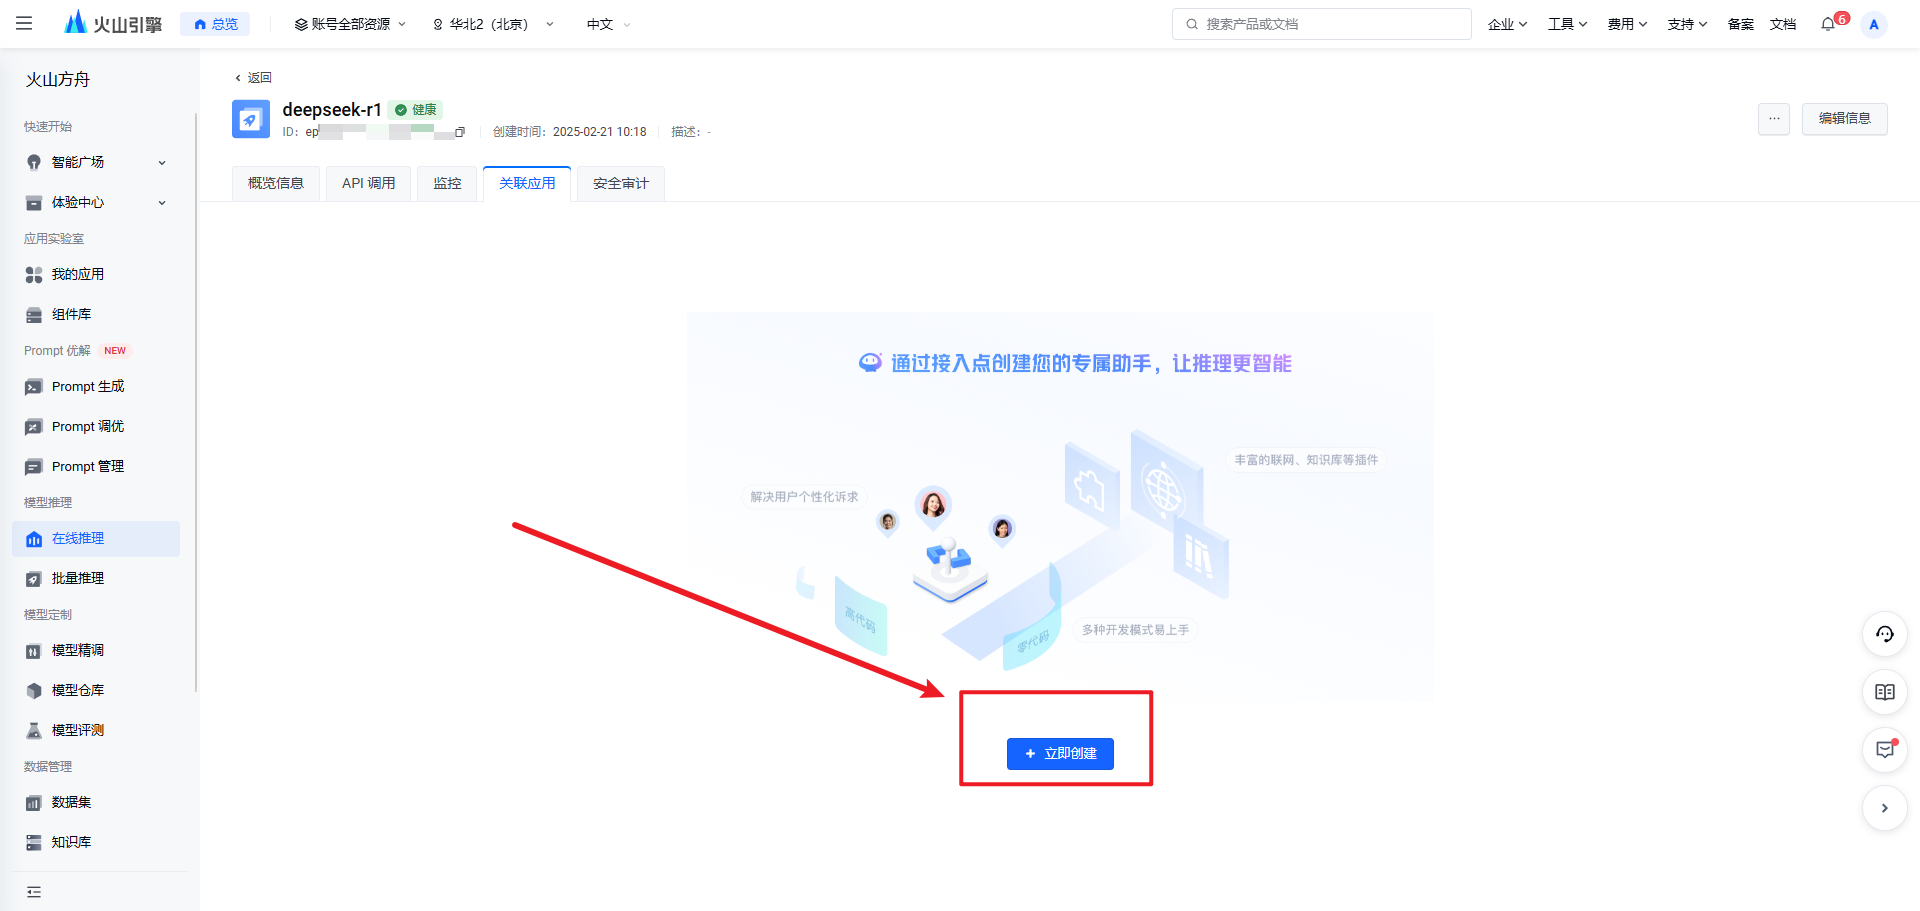 火山引擎
总览
账号全部资源
华北2（北京）
中文
搜索产品或文档
企业
工具
费用
支持
备案
文档
6
A
火山方舟
快速开始
智能广场
体验中心
应用实验室
我的应用
组件库
Prompt 优解 NEW
Prompt 生成
Prompt 调优
Prompt 管理
模型推理
在线推理
批量推理
模型定制
模型精调
模型仓库
模型评测
数据管理
数据集
知识库
返回
deepseek-r1 健康
ID： ep
创建时间： 2025-02-21 10:18
描述： -
··· 编辑信息
概览信息
API 调用
监控
关联应用
安全审计
通过接入点创建您的专属助手，让推理更智能
丰富的联网、知识库等插件
解决用户个性化诉求
高代码
零代码
多种开发模式易上手
+ 立即创建